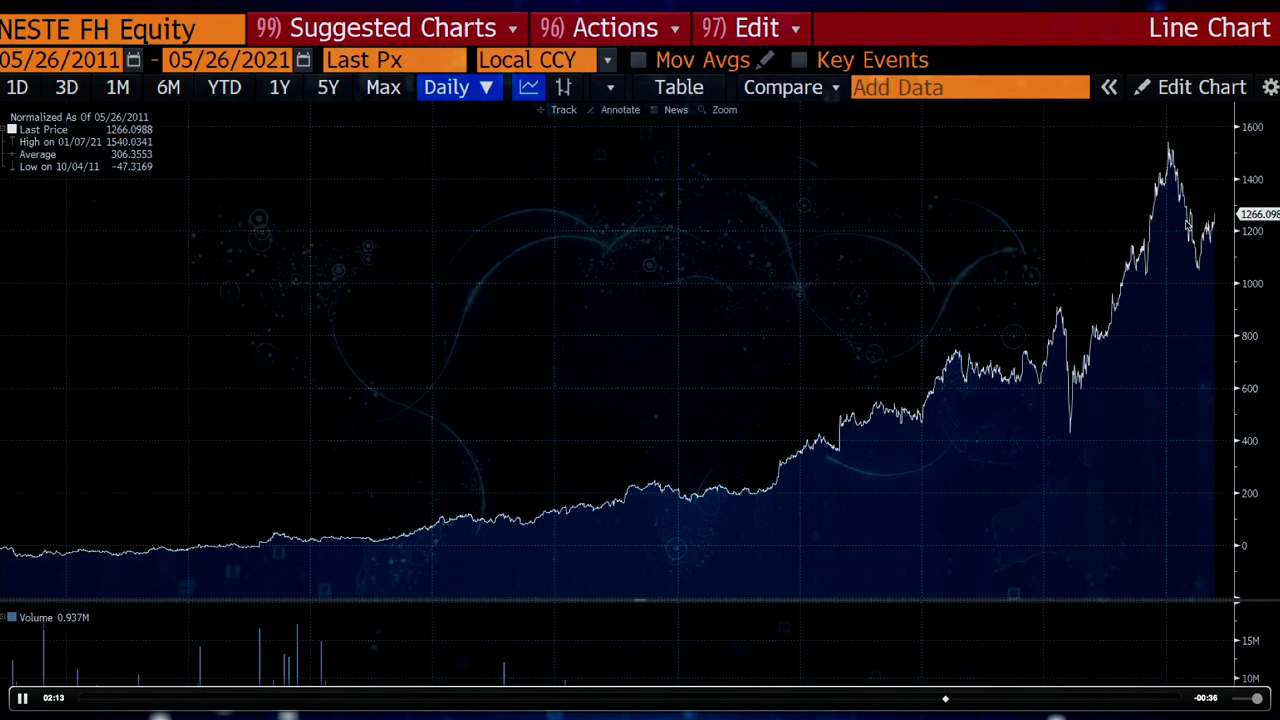 NESTE FH Equity 99) Suggested Charts 96) Actions 97) Edit Line Chart
05/26/2011 - 05/26/2021 Last Px Local CCY Mov Avgs Key Events
1D 3D 1M 6M YTD 1Y 5Y Max Daily ▼ Table Compare Add Data « Edit Chart
Track Annotate News Zoom
Normalized As Of 05/26/2011
Last Price 1266.0988
High on 01/07/21 1540.0341
Average 306.3553
Low on 10/04/11 -47.3169
1600
1400
1266.098
1200
1000
800
600
400
200
0
Volume 0.937M
15M
10M
02:13 -00:36